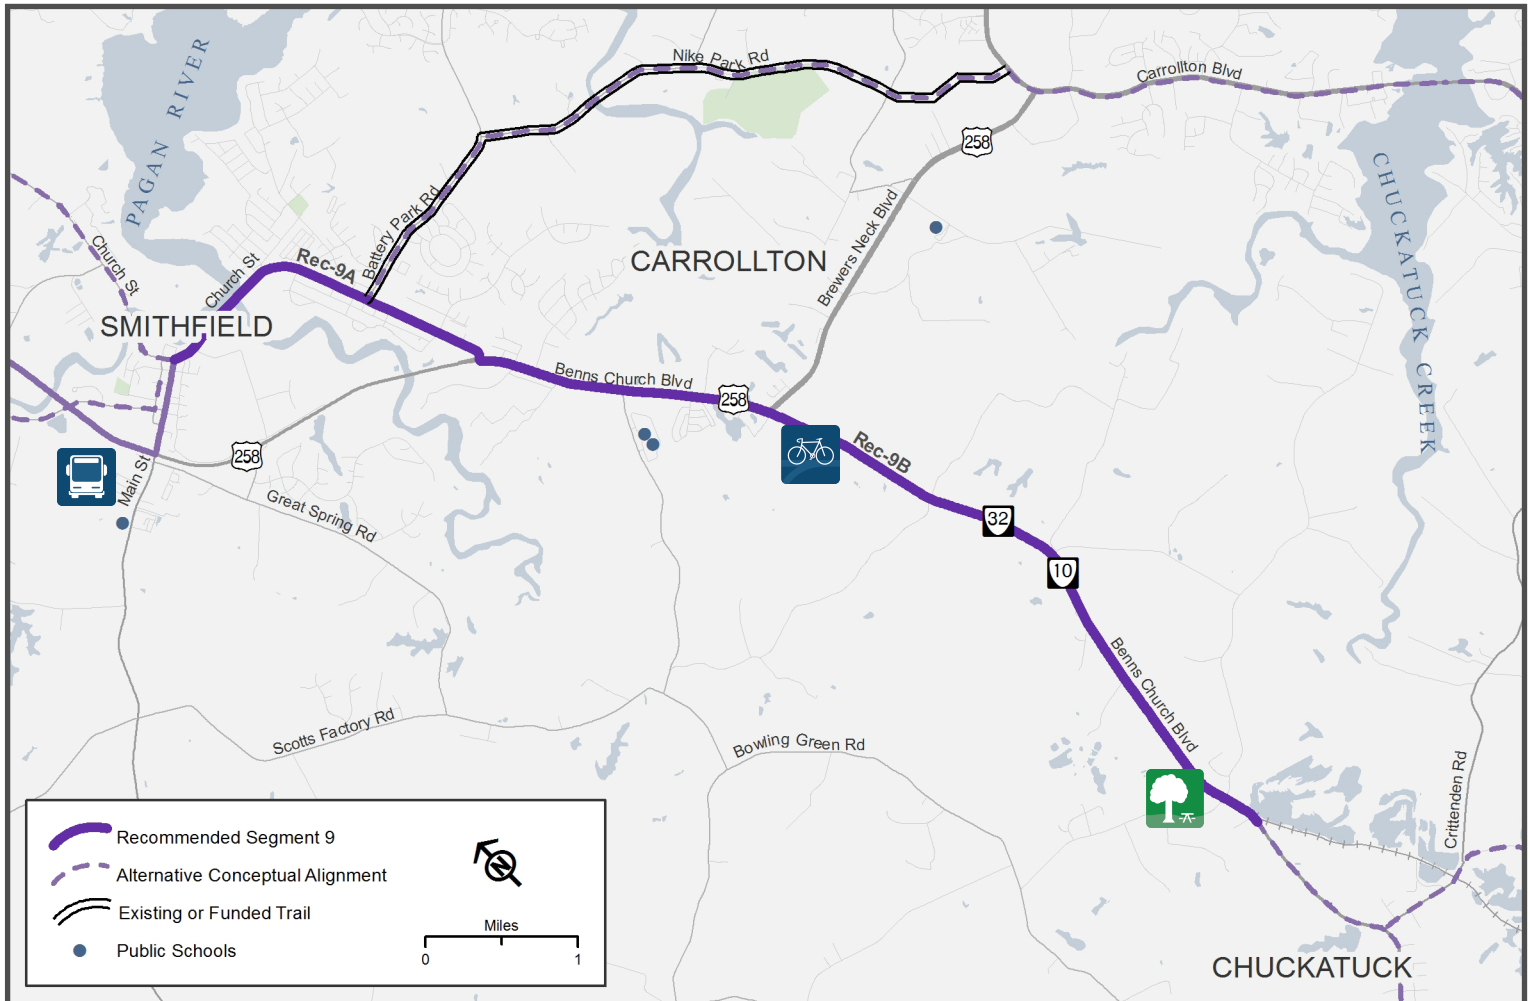 Nike Park Rd
Carrollton Blvd
PAGAN RIVER
258
CHUCKATUCK CREEK
Battery Park Rd
Church St
Church St
Rec-9A
CARROLLTON
Brewers Neck Blvd
SMITHFIELD
Benns Church Blvd
258
258
Rec-9B
Main St
Great Spring Rd
32
10
Benns Church Blvd
Scotts Factory Rd
Bowling Green Rd
Crittenden Rd
Recommended Segment 9
Alternative Conceptual Alignment
Existing or Funded Trail
Public Schools
N
Miles
0 1
CHUCKATUCK